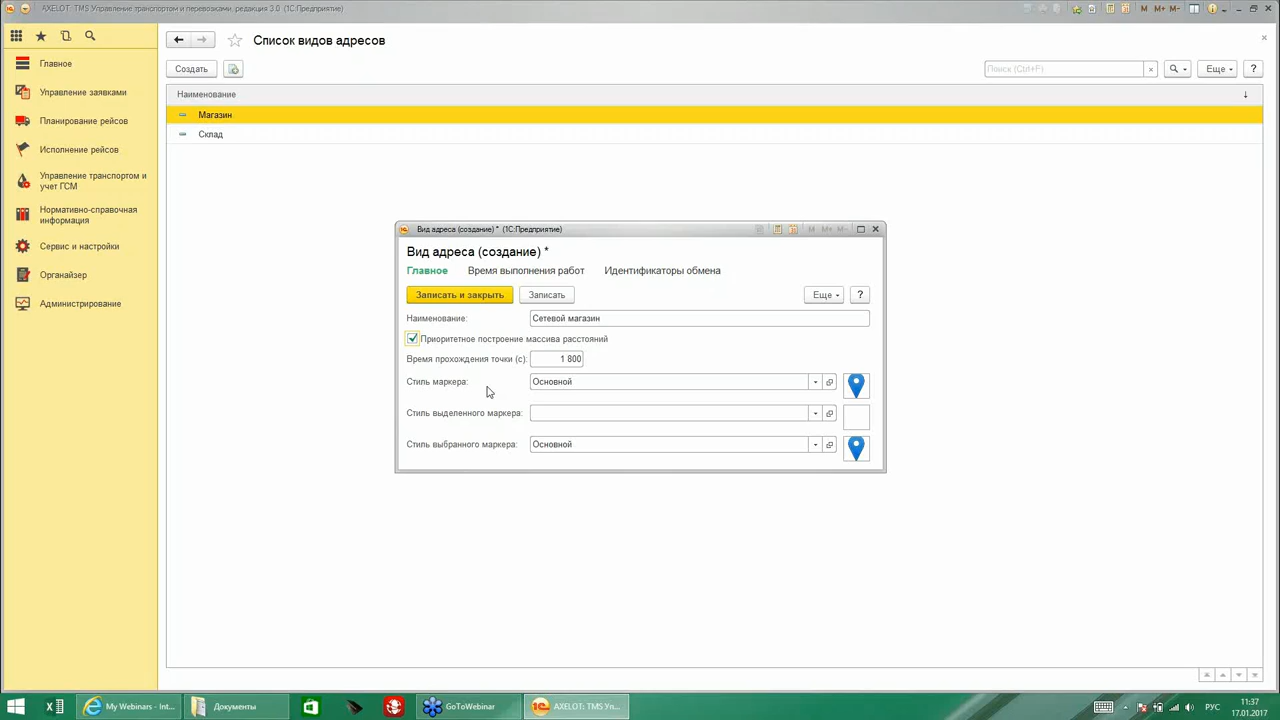 AXELOT: TMS Управление транспортом и перевозками, редакция 3.0 (1С:Предприятие)
M M+ M-
Список видов адресов
Создать
Поиск (Ctrl+F)
×
Еще
?
Наименование
↓
Магазин
Склад
Главное
Управление заявками
Планирование рейсов
Исполнение рейсов
Управление транспортом и
учет ГСМ
Нормативно-справочная
информация
Сервис и настройки
Органайзер
Администрирование
Вид адреса (создание) * (1С:Предприятие)
M M+ M-
Вид адреса (создание) *
Главное Время выполнения работ Идентификаторы обмена
Записать и закрыть Записать Еще ?
Наименование: Сетевой магазин
Приоритетное построение массива расстояний
Время прохождения точки (с): 1 800
Стиль маркера: Основной
Стиль выделенного маркера:
Стиль выбранного маркера: Основной
My Webinars - Int... Документы GoToWebinar AXELOT: TMS Уп... РУС
11:37
17.01.2017